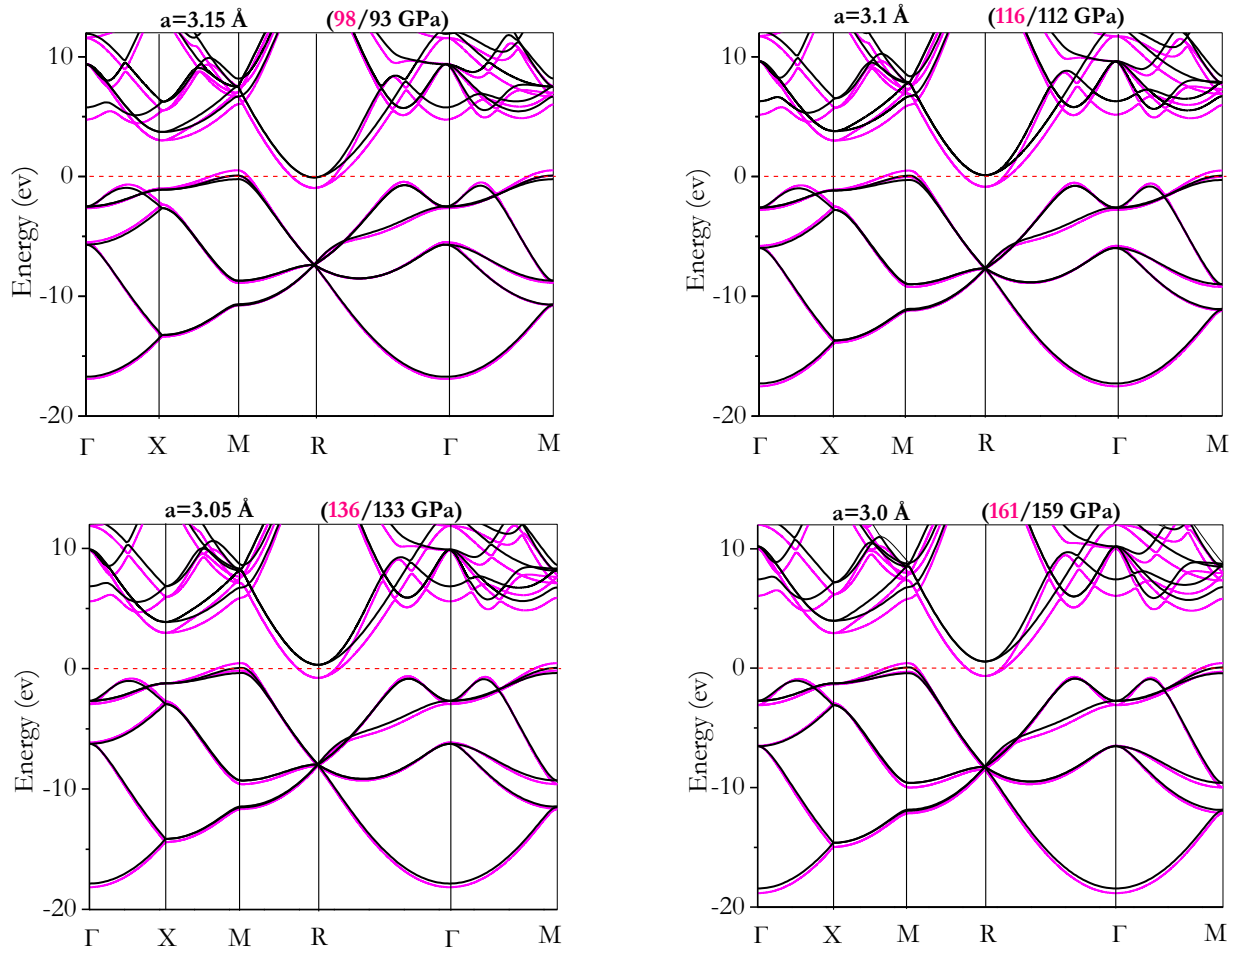 a=3.15 Å (98/93 GPa)
10
0
-10
-20
Energy (ev)
Γ X M R Γ M
a=3.1 Å (116/112 GPa)
10
0
-10
-20
Energy (ev)
Γ X M R Γ M
a=3.05 Å (136/133 GPa)
10
0
-10
-20
Energy (ev)
Γ X M R Γ M
a=3.0 Å (161/159 GPa)
10
0
-10
-20
Energy (ev)
Γ X M R Γ M